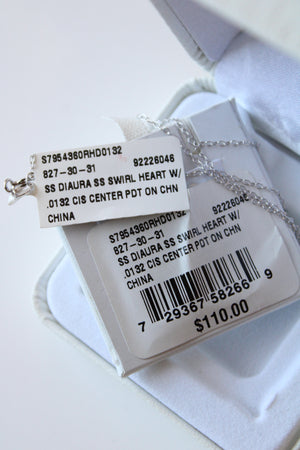 S7954360RHD0132
827-30-31 92226046
SS DIAURA SS SWIRL HEART W/
.0132 CIS CENTER PDT ON CHN
CHINA
S7954360RHD0132
827-30-31 92226046
SS DIAURA SS SWIRL HEART W/
.0132 CIS CENTER PDT ON CHN
CHINA
7 29367 58266 9
$110.00